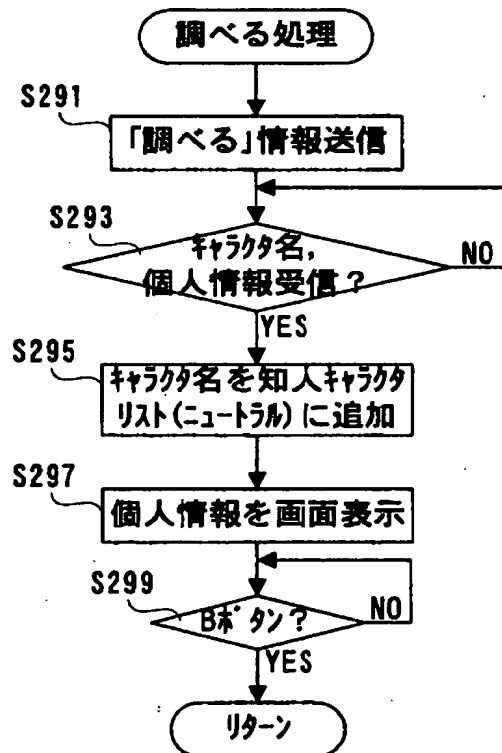 調べる処理
S291
「調べる」情報送信
S293
ｷｬﾗｸﾀ名,
個人情報受信?
NO
YES
S295
ｷｬﾗｸﾀ名を知人ｷｬﾗｸﾀ
ﾘｽﾄ(ﾆｭｰﾄﾗﾙ)に追加
S297
個人情報を画面表示
S299
Bﾎﾞﾀﾝ?
NO
YES
ﾘﾀｰﾝ